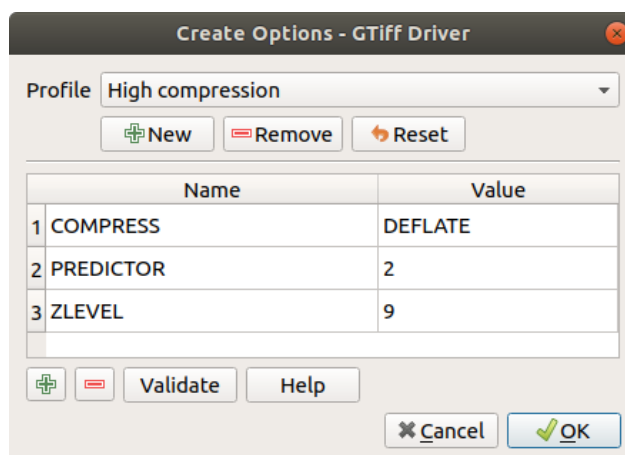 Create Options - GTiff Driver
Profile High compression
New Remove Reset
Name Value
1 COMPRESS DEFLATE
2 PREDICTOR 2
3 ZLEVEL 9
Validate Help
Cancel OK